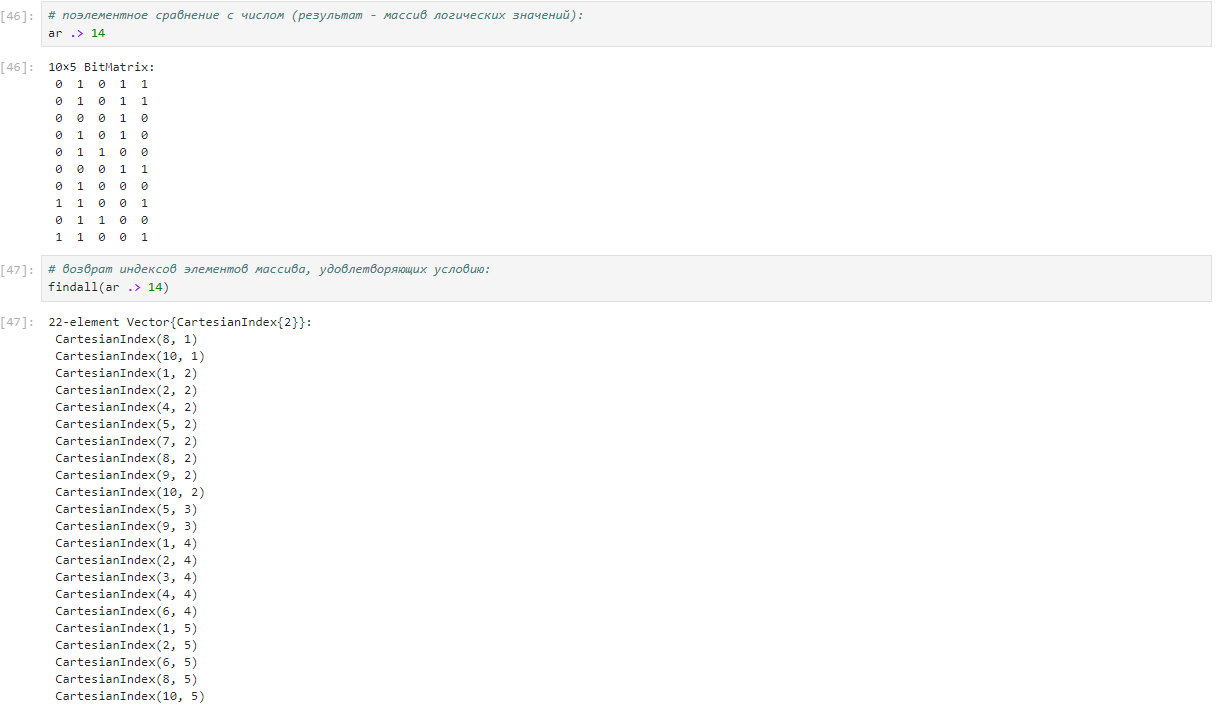 [46]: # поэлементное сравнение с числом (результат - массив логических значений):
ar .> 14
[46]: 10×5 BitMatrix:
0 1 0 1 1
0 1 0 1 1
0 0 0 1 0
0 1 0 1 0
0 1 1 0 0
0 0 0 1 1
0 1 0 0 0
1 1 0 0 1
0 1 1 0 0
1 1 0 0 1
[47]: # возврат индексов элементов массива, удовлетворяющих условию:
findall(ar .> 14)
[47]: 22-element Vector{CartesianIndex{2}}:
CartesianIndex(8, 1)
CartesianIndex(10, 1)
CartesianIndex(1, 2)
CartesianIndex(2, 2)
CartesianIndex(4, 2)
CartesianIndex(5, 2)
CartesianIndex(7, 2)
CartesianIndex(8, 2)
CartesianIndex(9, 2)
CartesianIndex(10, 2)
CartesianIndex(5, 3)
CartesianIndex(9, 3)
CartesianIndex(1, 4)
CartesianIndex(2, 4)
CartesianIndex(3, 4)
CartesianIndex(4, 4)
CartesianIndex(6, 4)
CartesianIndex(1, 5)
CartesianIndex(2, 5)
CartesianIndex(6, 5)
CartesianIndex(8, 5)
CartesianIndex(10, 5)